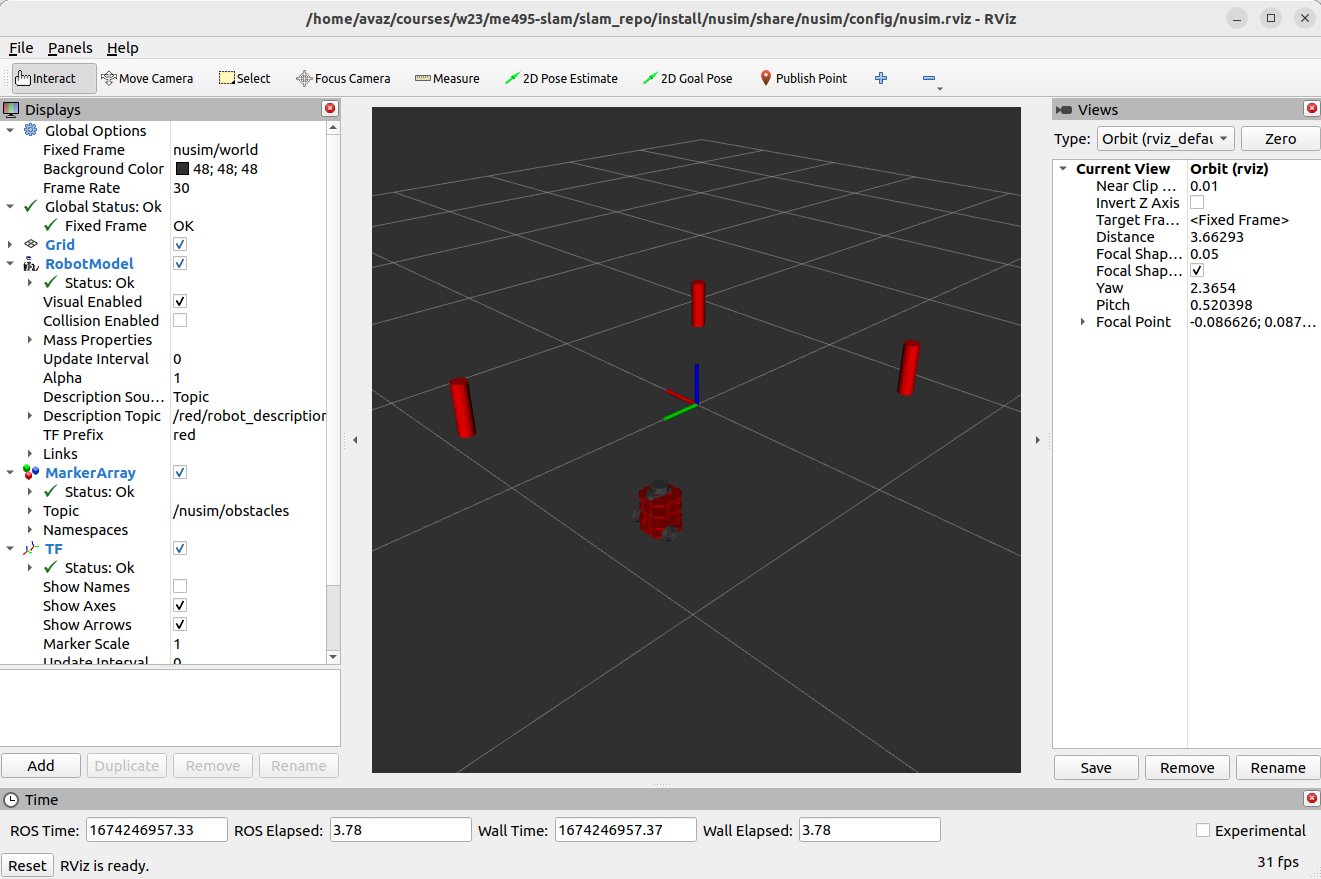 /home/avaz/courses/w23/me495-slam/slam_repo/install/nusim/share/nusim/config/nusim.rviz - RViz
File Panels Help
Interact Move Camera Select Focus Camera Measure 2D Pose Estimate 2D Goal Pose Publish Point
Displays
Global Options
Fixed Frame nusim/world
Background Color 48; 48; 48
Frame Rate 30
Global Status: Ok
Fixed Frame OK
Grid
RobotModel
Status: Ok
Visual Enabled
Collision Enabled
Mass Properties
Update Interval 0
Alpha 1
Description Sou... Topic
Description Topic /red/robot_description
TF Prefix red
Links
MarkerArray
Status: Ok
Topic /nusim/obstacles
Namespaces
TF
Status: Ok
Show Names
Show Axes
Show Arrows
Marker Scale 1
Update Interval 0
Add Duplicate Remove Rename
Views
Type: Orbit (rviz_defau Zero
Current View Orbit (rviz)
Near Clip ... 0.01
Invert Z Axis
Target Fra... <Fixed Frame>
Distance 3.66293
Focal Shap... 0.05
Focal Shap...
Yaw 2.3654
Pitch 0.520398
Focal Point -0.086626; 0.087...
Save Remove Rename
Time
ROS Time: 1674246957.33 ROS Elapsed: 3.78 Wall Time: 1674246957.37 Wall Elapsed: 3.78 Experimental
Reset RViz is ready. 31 fps